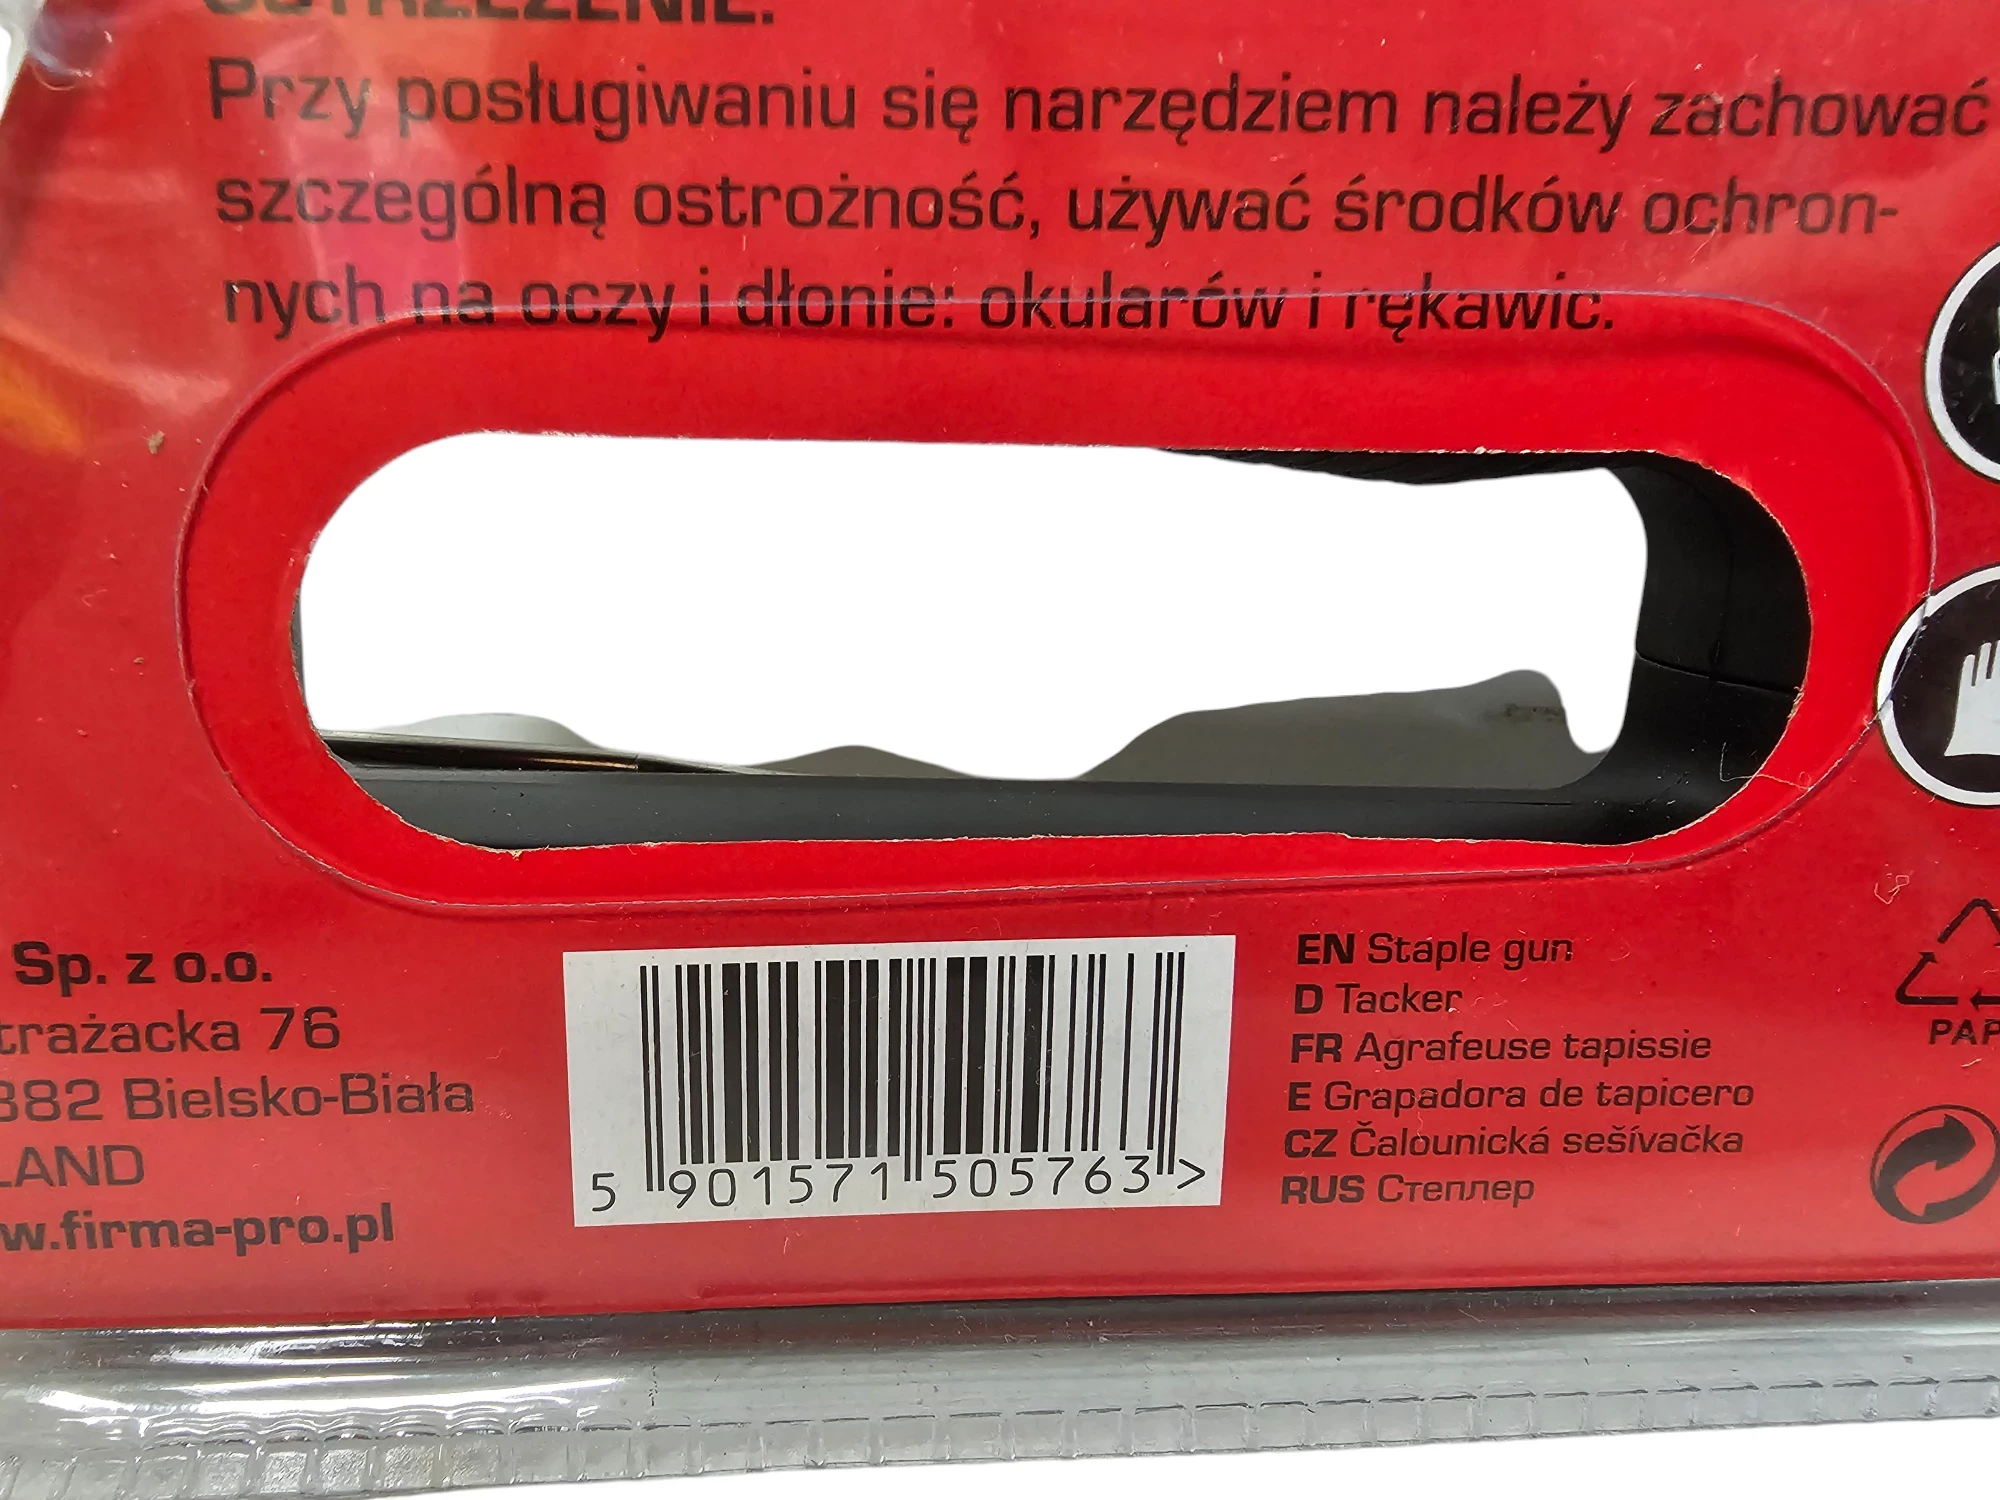 OSTRZEŻENIE:
Przy posługiwaniu się narzędziem należy zachować
szczególną ostrożność, używać środków ochron-
nych na oczy i dłonie: okularów i rękawic.
Sp. z o.o.
trażacka 76
382 Bielsko-Biała
LAND
w.firma-pro.pl
5 901571 505763 >
EN Staple gun
D Tacker
FR Agrafeuse tapissie
E Grapadora de tapicero
CZ Čalounická sešívačka
RUS Степлер
PAP